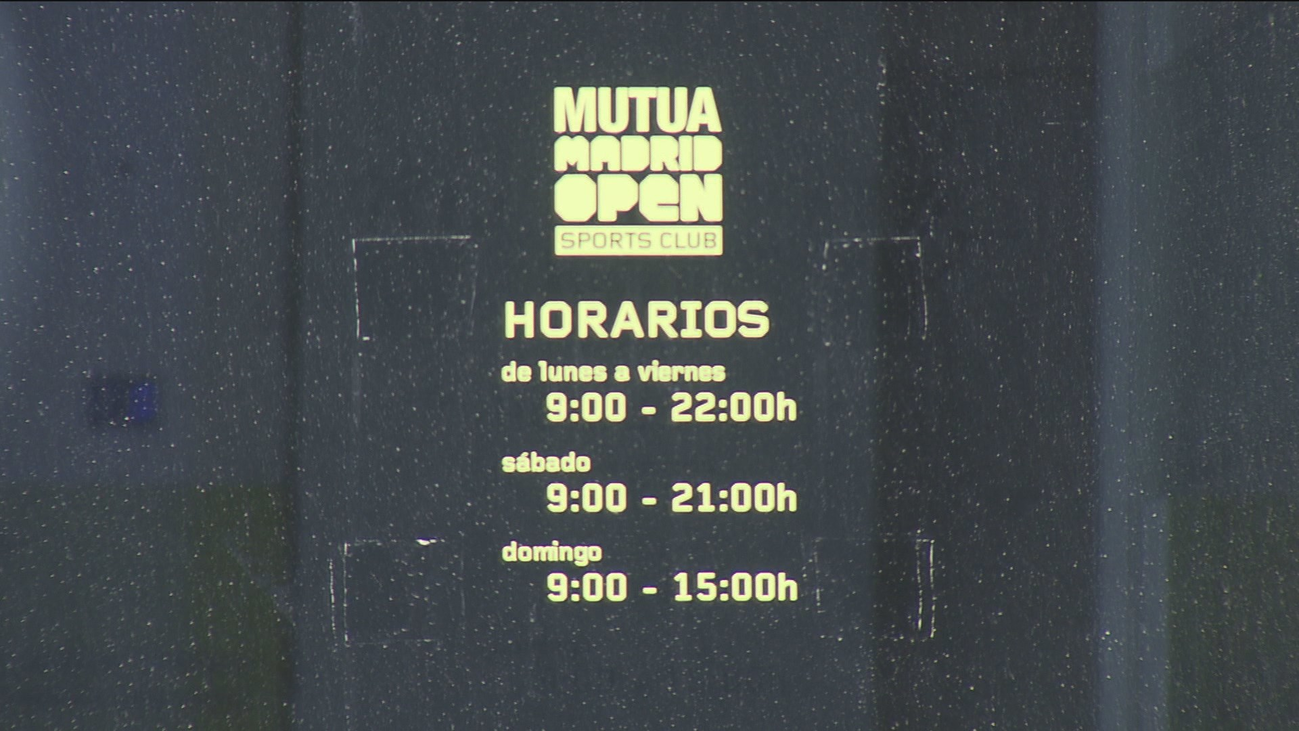 MUTUA
MADRID
OPEN
SPORTS CLUB
HORARIOS
de lunes a viernes
9:00 - 22:00h
sábado
9:00 - 21:00h
domingo
9:00 - 15:00h